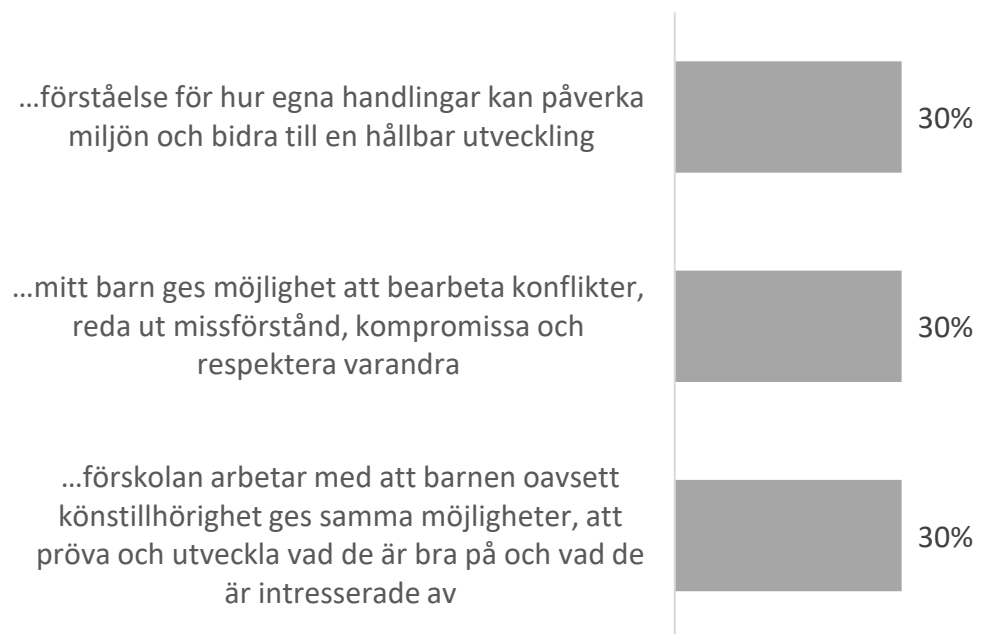 ...förståelse för hur egna handlingar kan påverka
miljön och bidra till en hållbar utveckling
30%
...mitt barn ges möjlighet att bearbeta konflikter,
reda ut missförstånd, kompromissa och
respektera varandra
30%
...förskolan arbetar med att barnen oavsett
könstillhörighet ges samma möjligheter, att
pröva och utveckla vad de är bra på och vad de
är intresserade av
30%